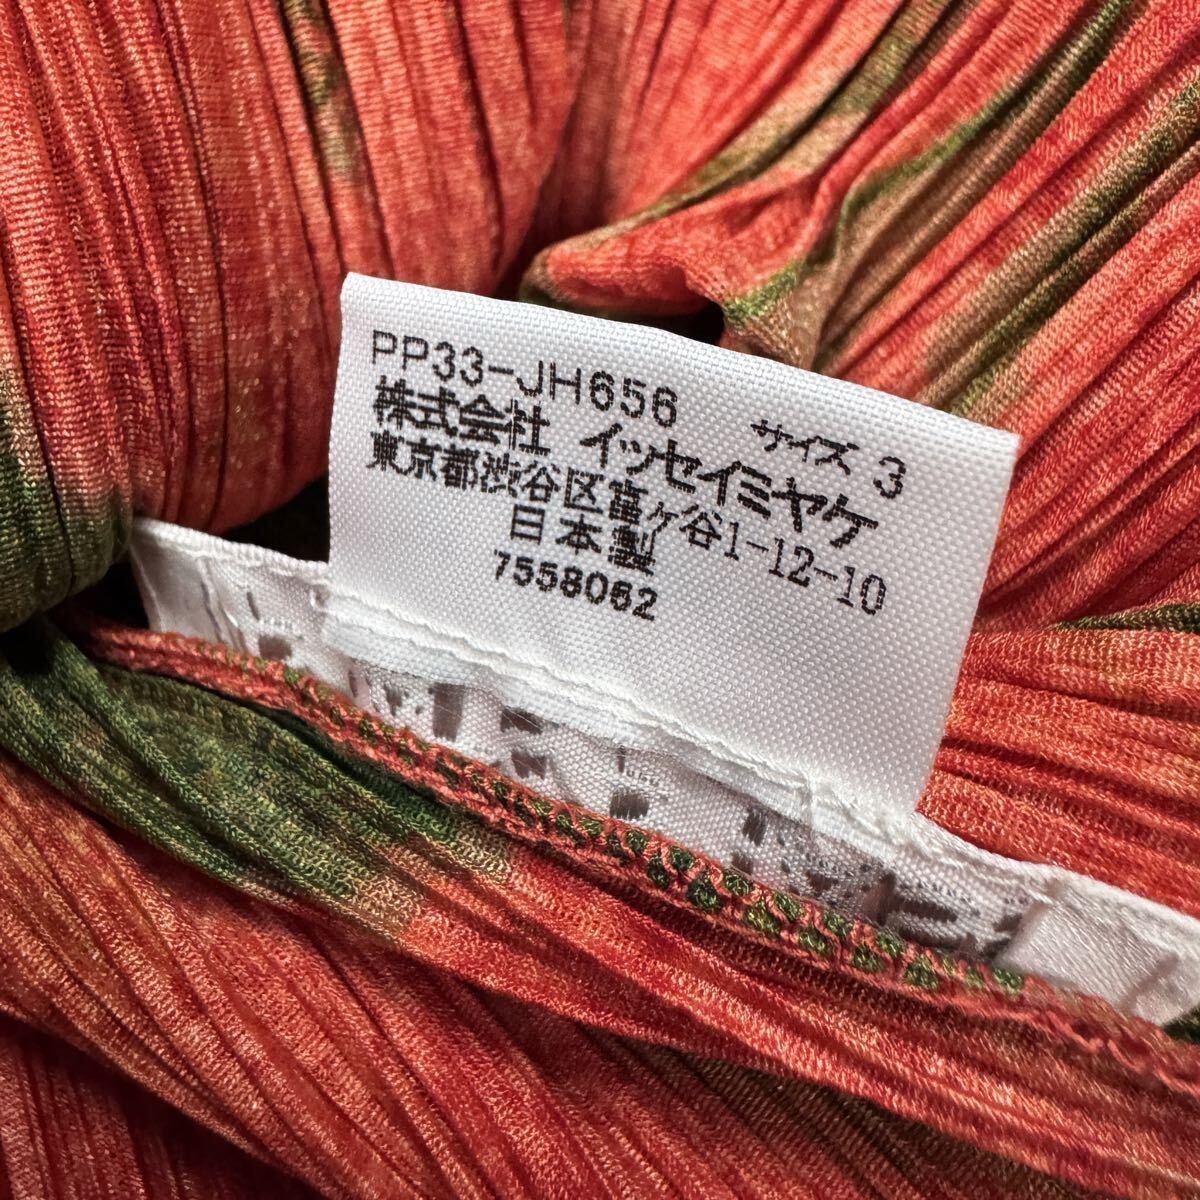 PP33-JH656 サイズ 3
株式会社 イッセイミヤケ
東京都渋谷区富ヶ谷1-12-10
日本製
7558062